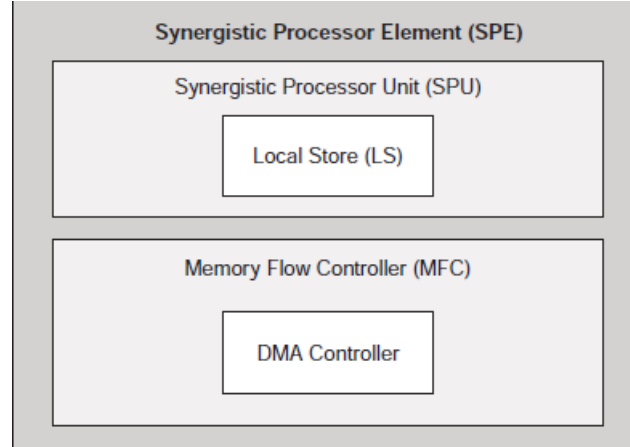 Synergistic Processor Element (SPE)
Synergistic Processor Unit (SPU)
Local Store (LS)
Memory Flow Controller (MFC)
DMA Controller